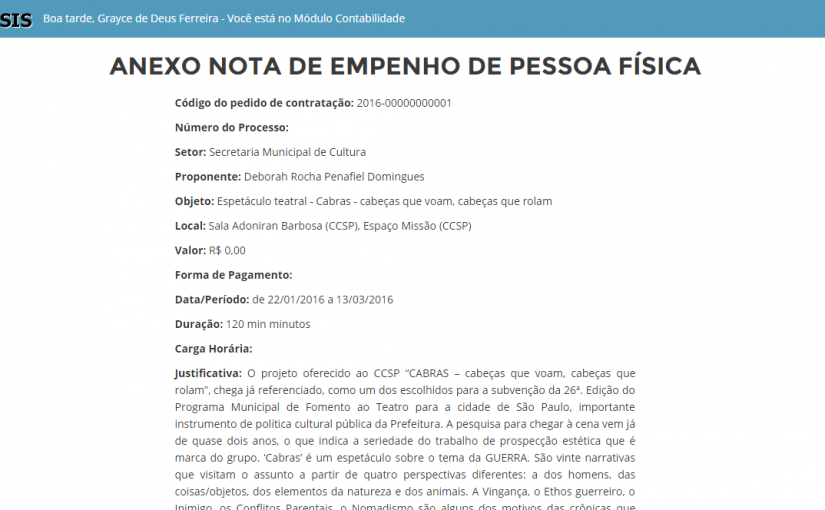 SIS Boa tarde, Grayce de Deus Ferreira - Você está no Módulo Contabilidade
ANEXO NOTA DE EMPENHO DE PESSOA FÍSICA
Código do pedido de contratação: 2016-00000000001
Número do Processo:
Setor: Secretaria Municipal de Cultura
Proponente: Deborah Rocha Penafiel Domingues
Objeto: Espetáculo teatral - Cabras - cabeças que voam, cabeças que rolam
Local: Sala Adoniran Barbosa (CCSP), Espaço Missão (CCSP)
Valor: R$ 0,00
Forma de Pagamento:
Data/Período: de 22/01/2016 a 13/03/2016
Duração: 120 min minutos
Carga Horária:
Justificativa: O projeto oferecido ao CCSP “CABRAS – cabeças que voam, cabeças que
rolam”, chega já referenciado, como um dos escolhidos para a subvenção da 26ª. Edição do
Programa Municipal de Fomento ao Teatro para a cidade de São Paulo, importante
instrumento de política cultural pública da Prefeitura. A pesquisa para chegar à cena vem já
de quase dois anos, o que indica a seriedade do trabalho de prospecção estética que é
marca do grupo. ‘Cabras’ é um espetáculo sobre o tema da GUERRA. São vinte narrativas
que visitam o assunto a partir de quatro perspectivas diferentes: a dos homens, das
coisas/objetos, dos elementos da natureza e dos animais. A Vingança, o Ethos guerreiro, o
Inimigo, os Conflitos Parentais, o Nomadismo são alguns dos motivos das crônicas que